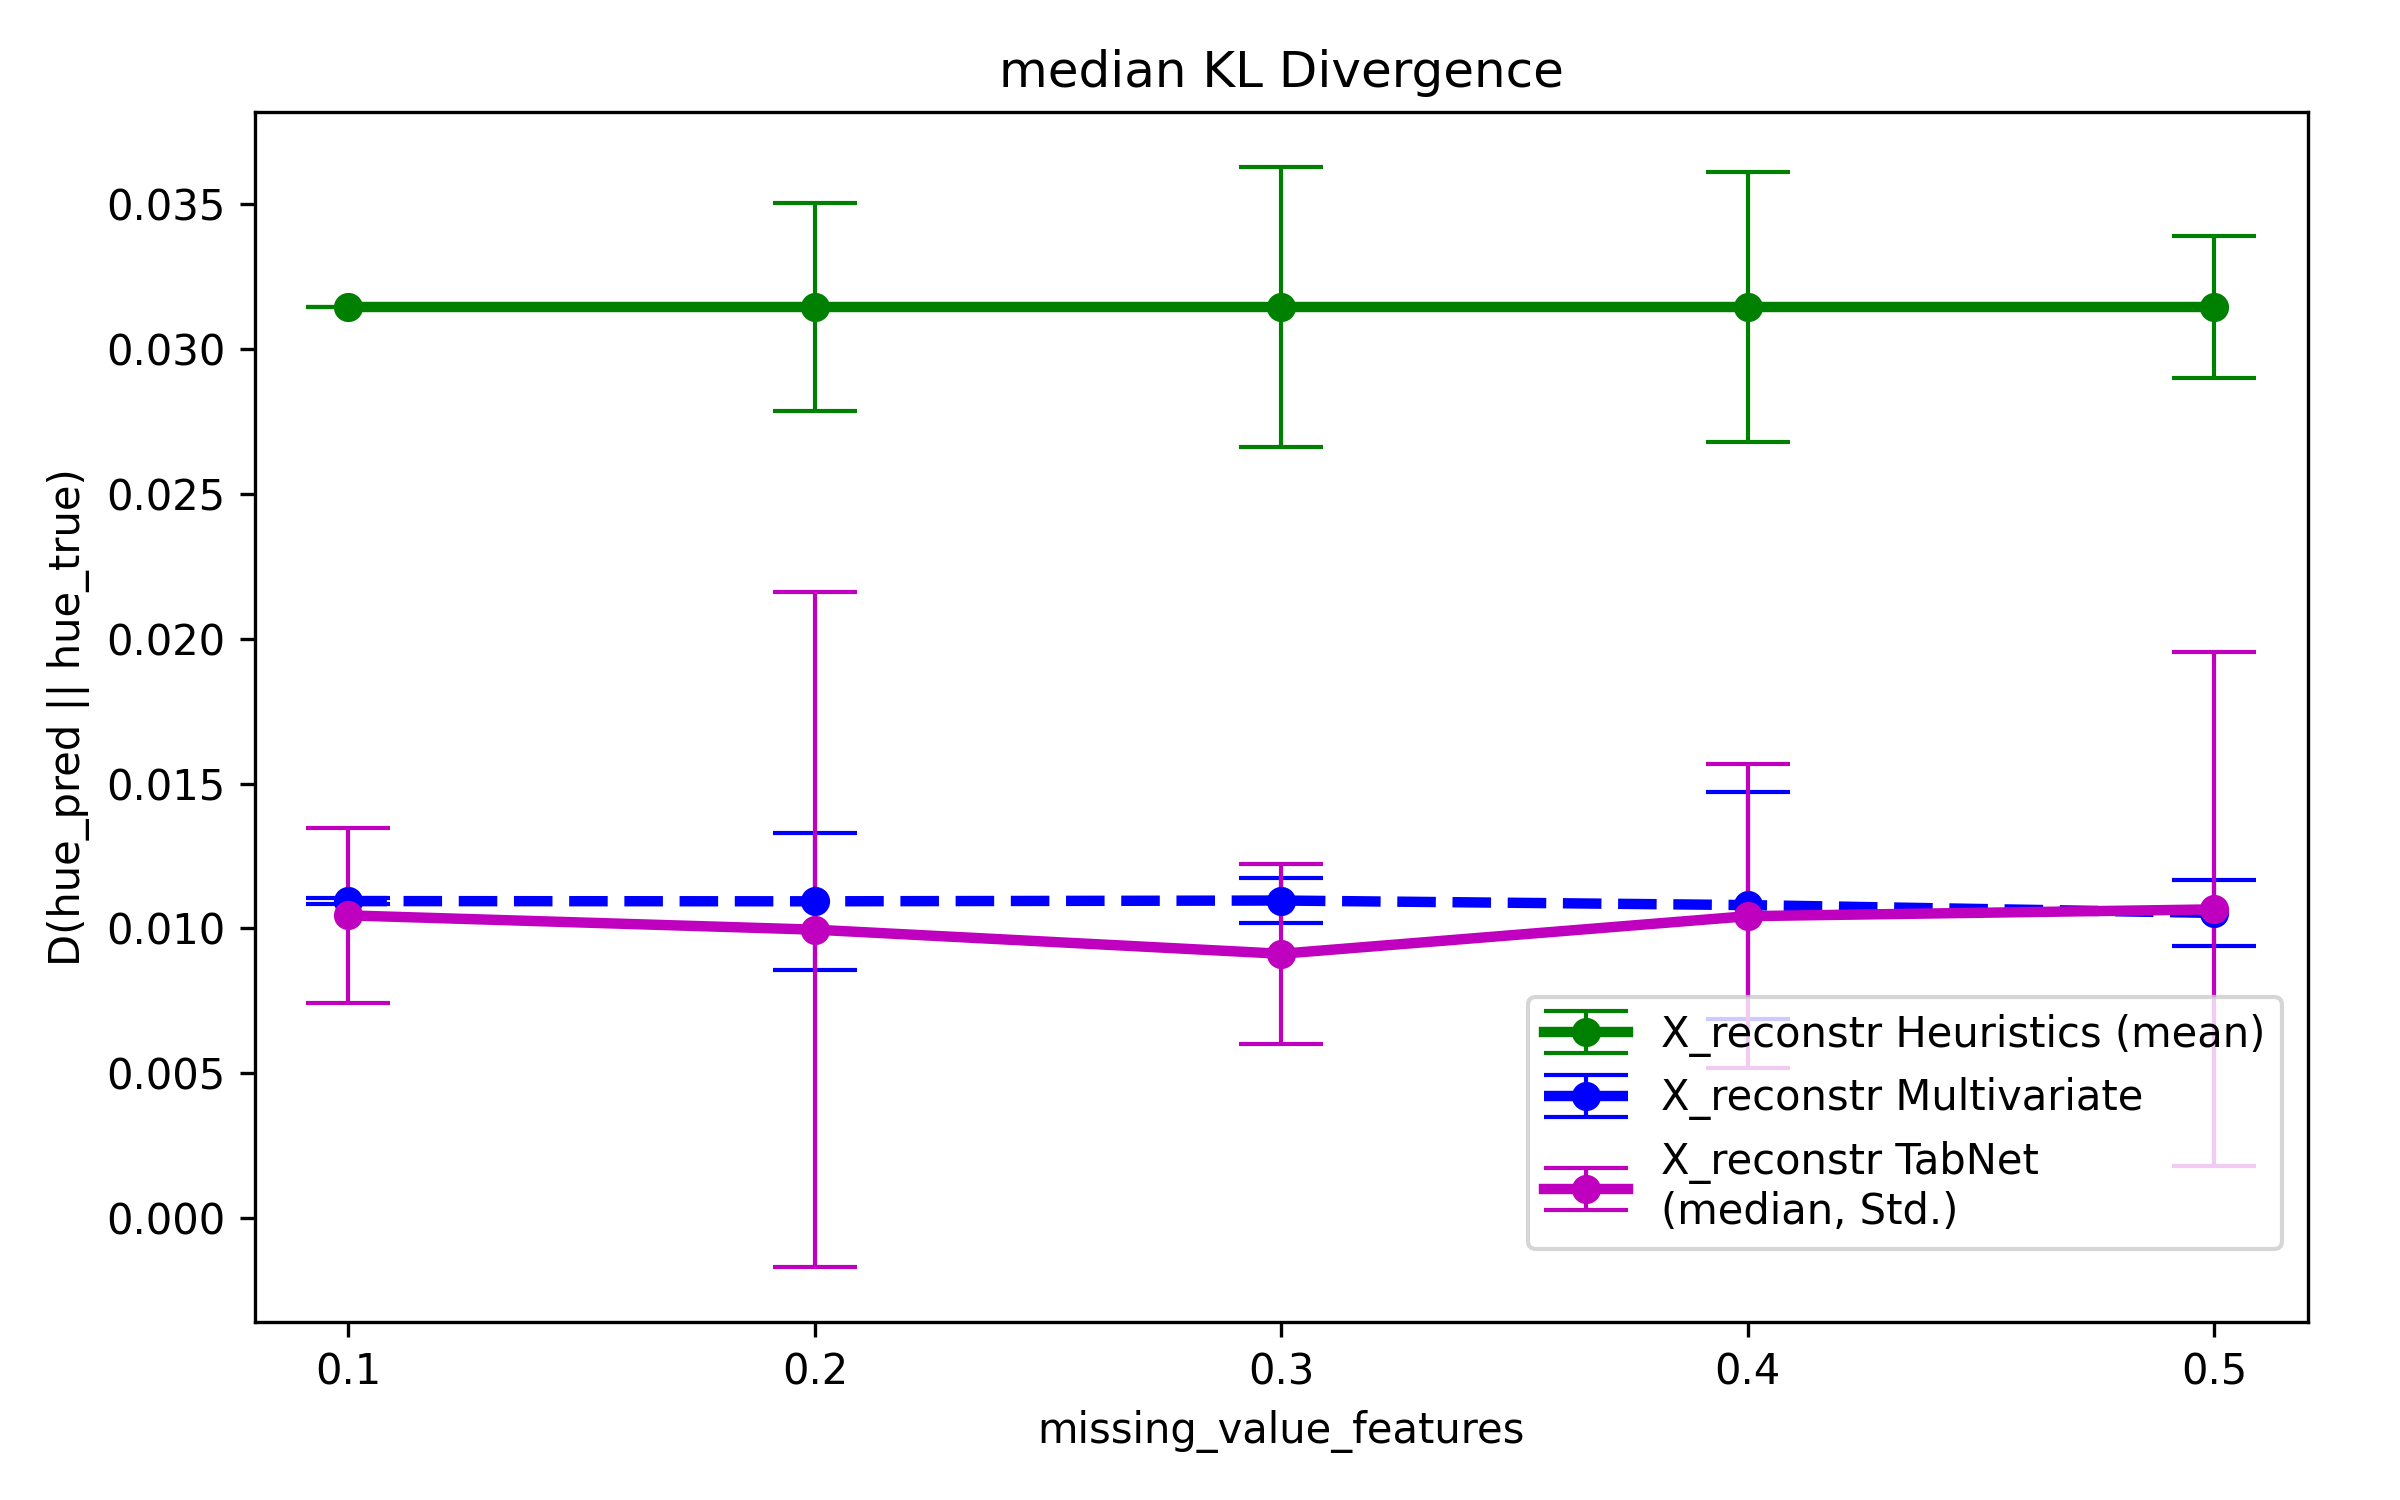 median KL Divergence
D(hue_pred || hue_true)
0.035
0.030
0.025
0.020
0.015
0.010
0.005
0.000
X_reconstr Heuristics (mean)
X_reconstr Multivariate
X_reconstr TabNet
(median, Std.)
0.1 0.2 0.3 0.4 0.5
missing_value_features